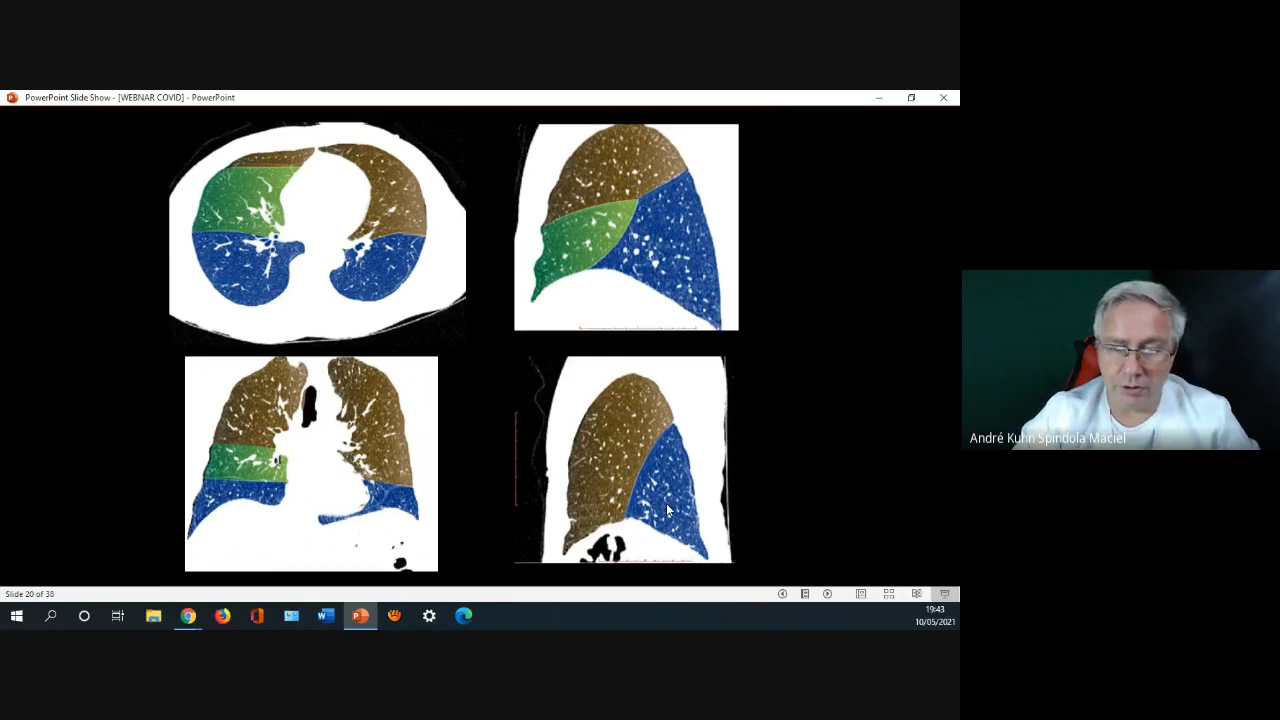 PowerPoint Slide Show - [WEBNAR COVID] - PowerPoint
André Kuhn Spindola Maciel
Slide 20 of 38
19:43
10/05/2021